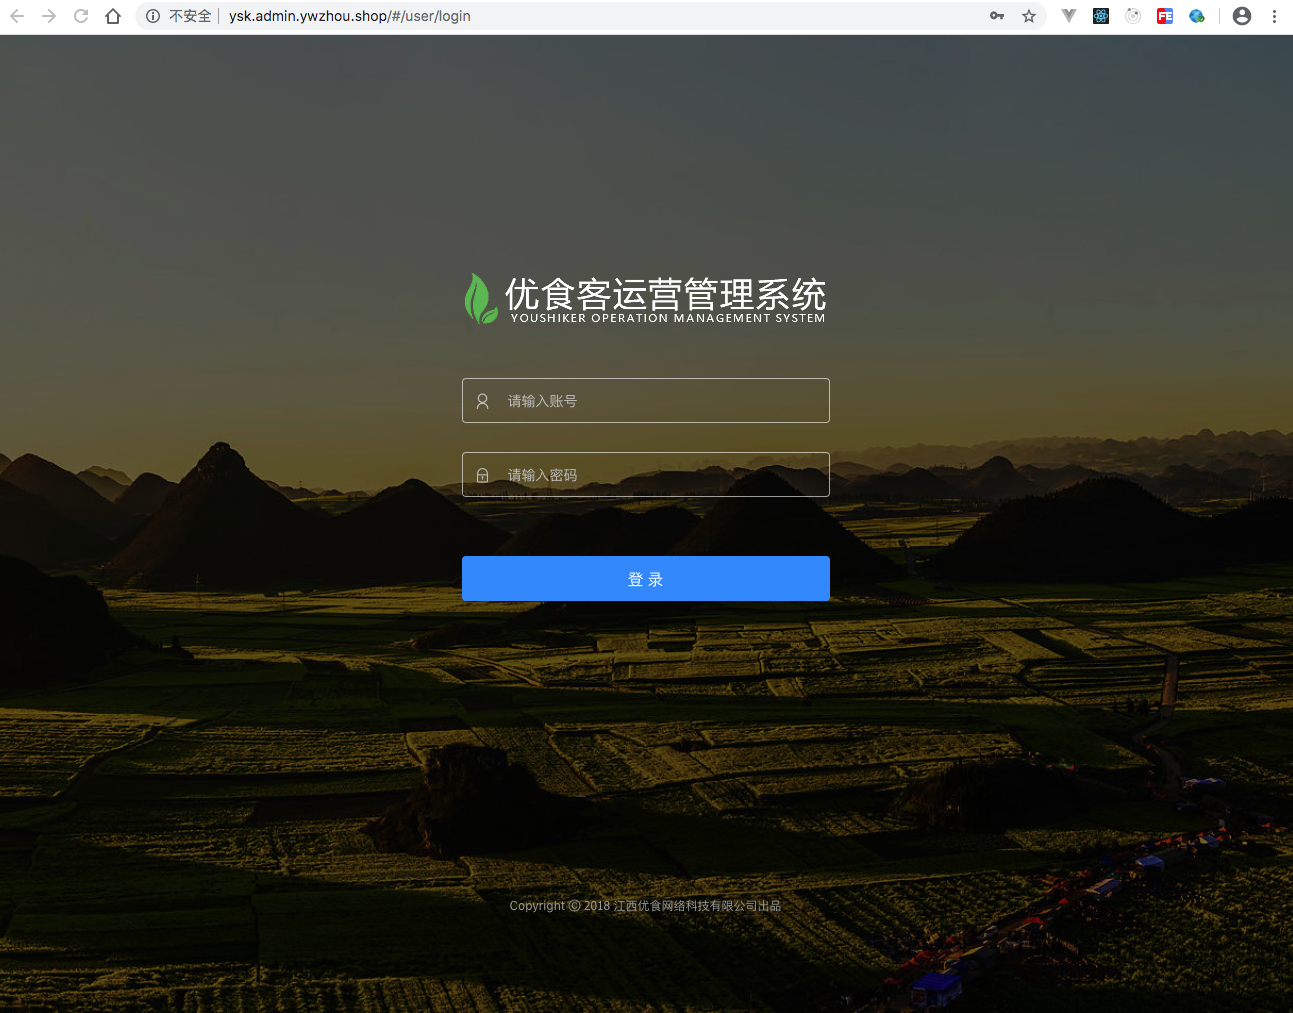 不安全 ysk.admin.ywzhou.shop/#/user/login
FE
优食客运营管理系统
YOUSHIKER OPERATION MANAGEMENT SYSTEM
请输入账号
请输入密码
登 录
Copyright © 2018 江西优食网络科技有限公司出品